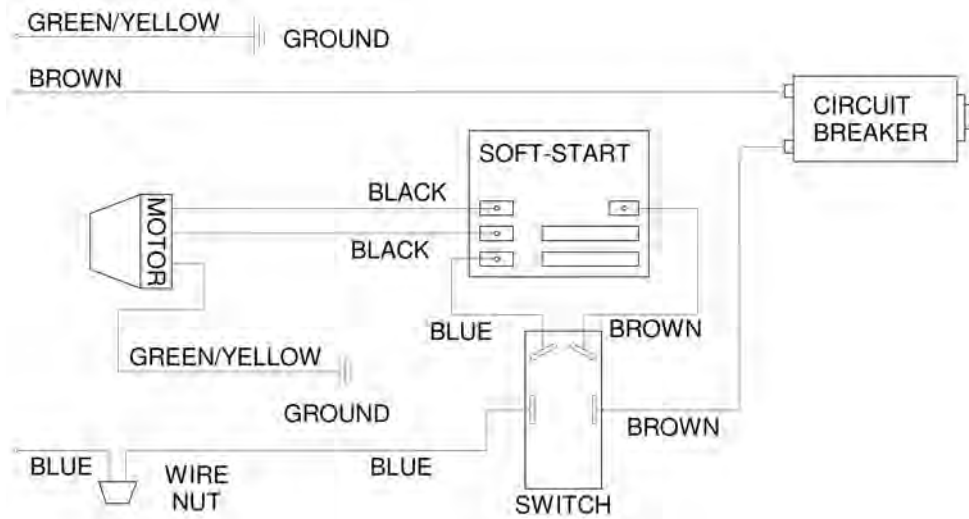 GREEN/YELLOW
GROUND
BROWN
CIRCUIT
BREAKER
SOFT-START
BLACK
MOTOR
BLACK
BLUE
BROWN
GREEN/YELLOW
GROUND
BROWN
BLUE
WIRE
NUT
BLUE
SWITCH